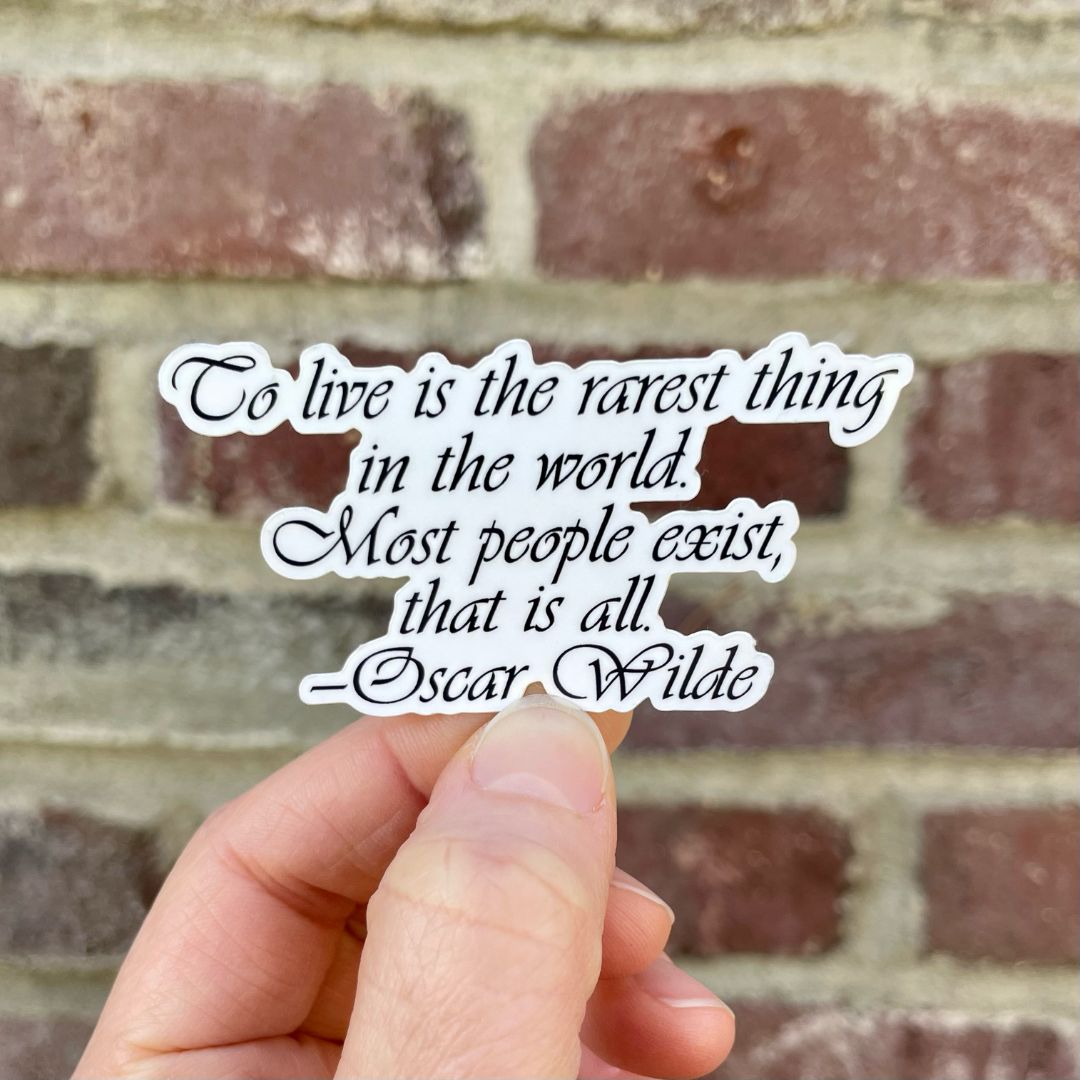 To live is the rarest thing
in the world.
Most people exist,
that is all.
–Oscar Wilde